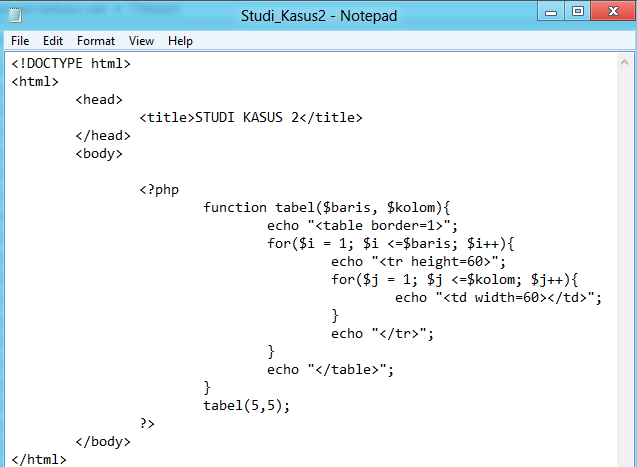 Studi_Kasus2 - Notepad
File Edit Format View Help
<!DOCTYPE html>
<html>
<head>
<title>STUDI KASUS 2</title>
</head>
<body>
<?php
function tabel($baris, $kolom){
echo "<table border=1>";
for($i = 1; $i <=$baris; $i++){
echo "<tr height=60>";
for($j = 1; $j <=$kolom; $j++){
echo "<td width=60></td>";
}
echo "</tr>";
}
echo "</table>";
}
tabel(5,5);
?>
</body>
</html>